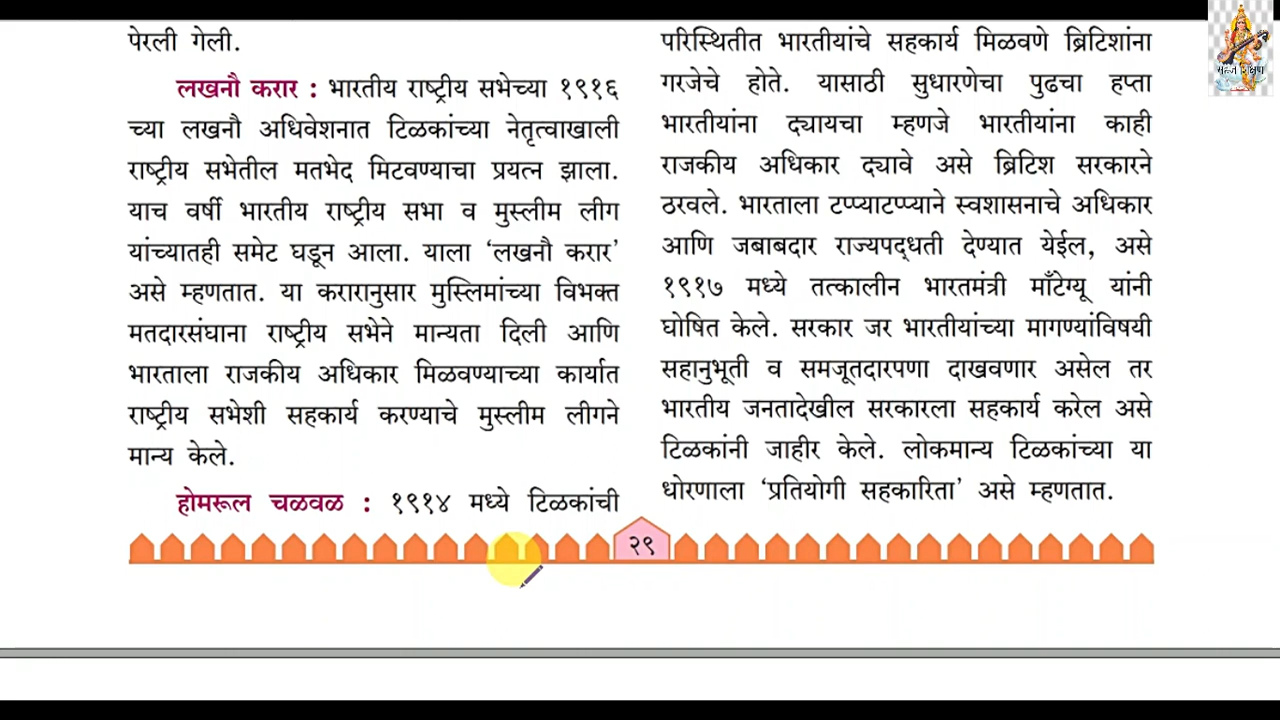 पेरली गेली.
लखनौ करार : भारतीय राष्ट्रीय सभेच्या १९१६
च्या लखनौ अधिवेशनात टिळकांच्या नेतृत्वाखाली
राष्ट्रीय सभेतील मतभेद मिटवण्याचा प्रयत्न झाला.
याच वर्षी भारतीय राष्ट्रीय सभा व मुस्लीम लीग
यांच्यातही समेट घडून आला. याला ‘लखनौ करार’
असे म्हणतात. या करारानुसार मुस्लिमांच्या विभक्त
मतदारसंघाना राष्ट्रीय सभेने मान्यता दिली आणि
भारताला राजकीय अधिकार मिळवण्याच्या कार्यात
राष्ट्रीय सभेशी सहकार्य करण्याचे मुस्लीम लीगने
मान्य केले.
होमरूल चळवळ : १९१४ मध्ये टिळकांची
परिस्थितीत भारतीयांचे सहकार्य मिळवणे ब्रिटिशांना
गरजेचे होते. यासाठी सुधारणेचा पुढचा हप्ता
भारतीयांना द्यायचा म्हणजे भारतीयांना काही
राजकीय अधिकार द्यावे असे ब्रिटिश सरकारने
ठरवले. भारताला टप्प्याटप्प्याने स्वशासनाचे अधिकार
आणि जबाबदार राज्यपद्धती देण्यात येईल, असे
१९१७ मध्ये तत्कालीन भारतमंत्री माँटेग्यू यांनी
घोषित केले. सरकार जर भारतीयांच्या मागण्यांविषयी
सहानुभूती व समजूतदारपणा दाखवणार असेल तर
भारतीय जनतादेखील सरकारला सहकार्य करेल असे
टिळकांनी जाहीर केले. लोकमान्य टिळकांच्या या
धोरणाला ‘प्रतियोगी सहकारिता’ असे म्हणतात.
२९
सहज शिक्षण